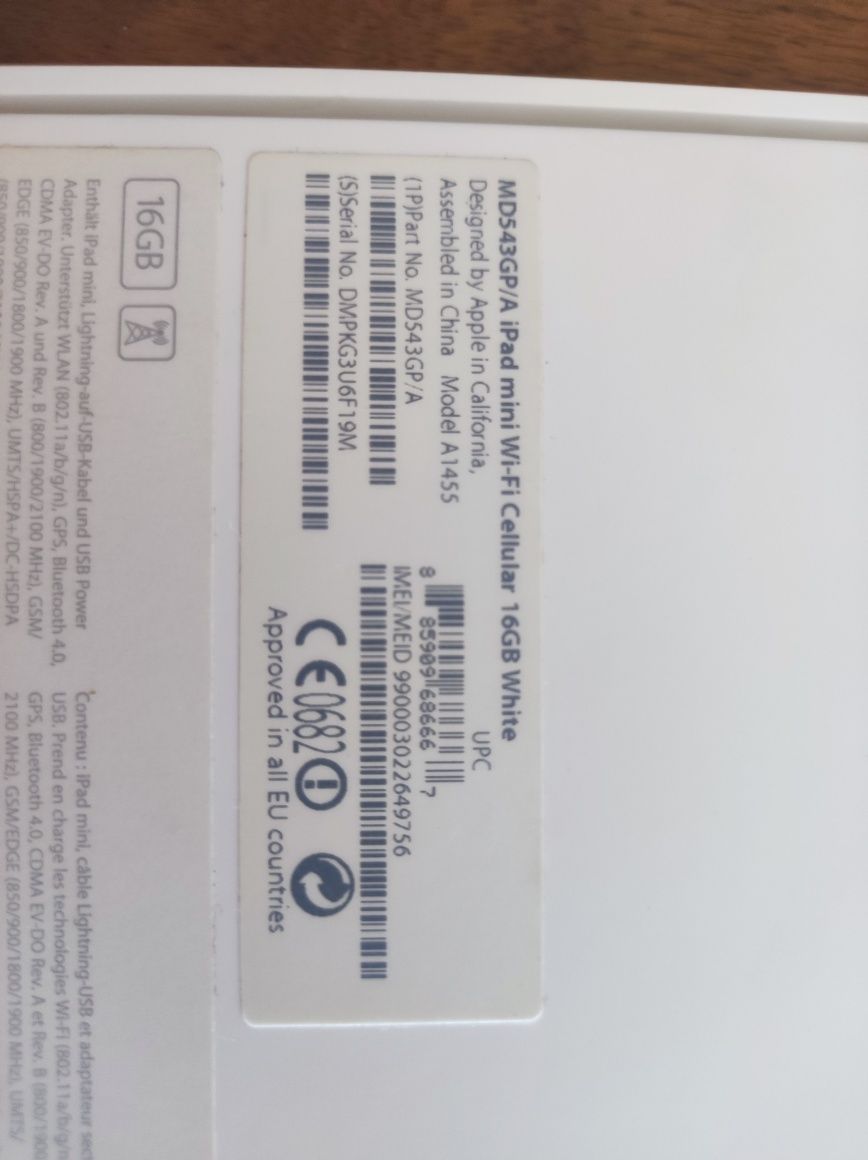 MD543GP/A iPad mini Wi-Fi Cellular 16GB White
Designed by Apple in California,
Assembled in China Model A1455
(1P)Part No. MD543GP/A
(S)Serial No. DMPKG3U6F19M
UPC
8 85909 68666 7
IMEI/MEID 990003022649756
CE0682
Approved in all EU countries
16GB
Enthält iPad mini, Lightning-auf-USB-Kabel und USB Power
Adapter. Unterstützt WLAN (802.11a/b/g/n), GPS, Bluetooth 4.0,
CDMA EV-DO Rev. A und Rev. B (800/1900/2100 MHz), GSM/
EDGE (850/900/1800/1900 MHz), UMTS/HSPA+/DC-HSDPA
Contenu : iPad mini, câble Lightning-USB et adaptateur sect
USB. Prend en charge les technologies Wi-Fi (802.11a/b/g/n
GPS, Bluetooth 4.0, CDMA EV-DO Rev. A et Rev. B (800/1900
2100 MHz), GSM/EDGE (850/900/1800/1900 MHz), UMTS/